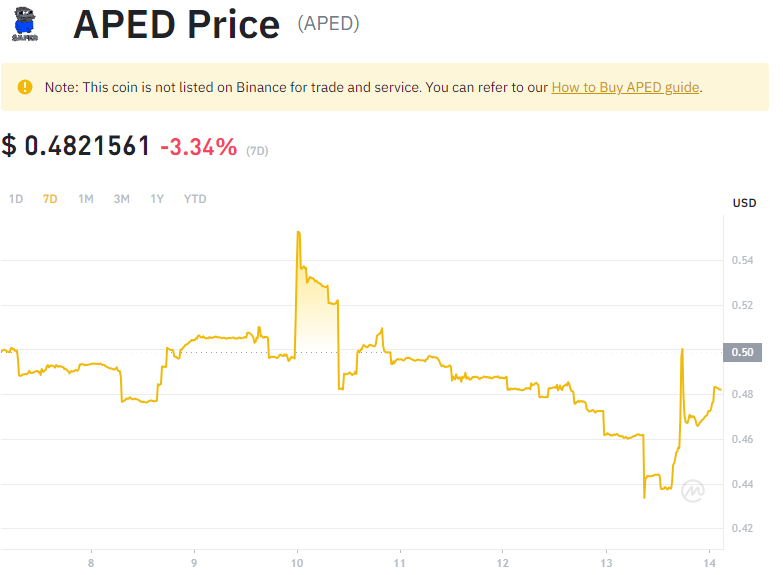 $APED
APED Price (APED)
Note: This coin is not listed on Binance for trade and service. You can refer to our How to Buy APED guide.
$ 0.4821561 -3.34% (7D)
1D 7D 1M 3M 1Y YTD
USD
0.54
0.52
0.50
0.48
0.46
0.44
0.42
8 9 10 11 12 13 14